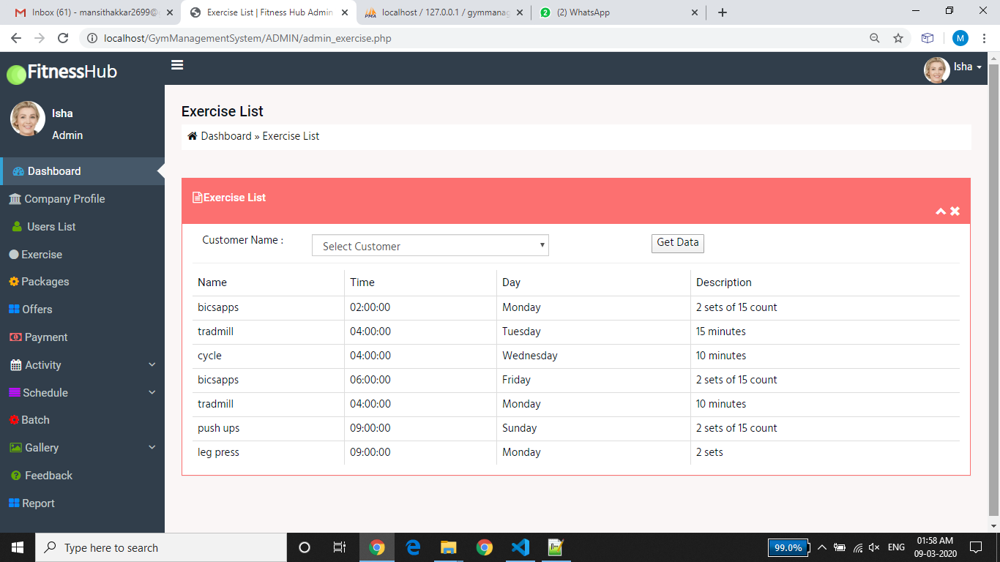 Inbox (61) - mansithakkar2699@
Exercise List | Fitness Hub Admin
localhost / 127.0.0.1 / gymmanag
(2) WhatsApp
localhost/GymManagementSystem/ADMIN/admin_exercise.php
M
FitnessHub
Isha
Isha
Admin
Exercise List
Dashboard » Exercise List
Dashboard
Company Profile
Users List
Exercise
Packages
Offers
Payment
Activity
Schedule
Batch
Gallery
Feedback
Report
Exercise List
Customer Name : Select Customer Get Data
Name Time Day Description
bicsapps 02:00:00 Monday 2 sets of 15 count
tradmill 04:00:00 Tuesday 15 minutes
cycle 04:00:00 Wednesday 10 minutes
bicsapps 06:00:00 Friday 2 sets of 15 count
tradmill 04:00:00 Monday 10 minutes
push ups 09:00:00 Sunday 2 sets of 15 count
leg press 09:00:00 Monday 2 sets
Type here to search
99.0%
ENG
01:58 AM
09-03-2020